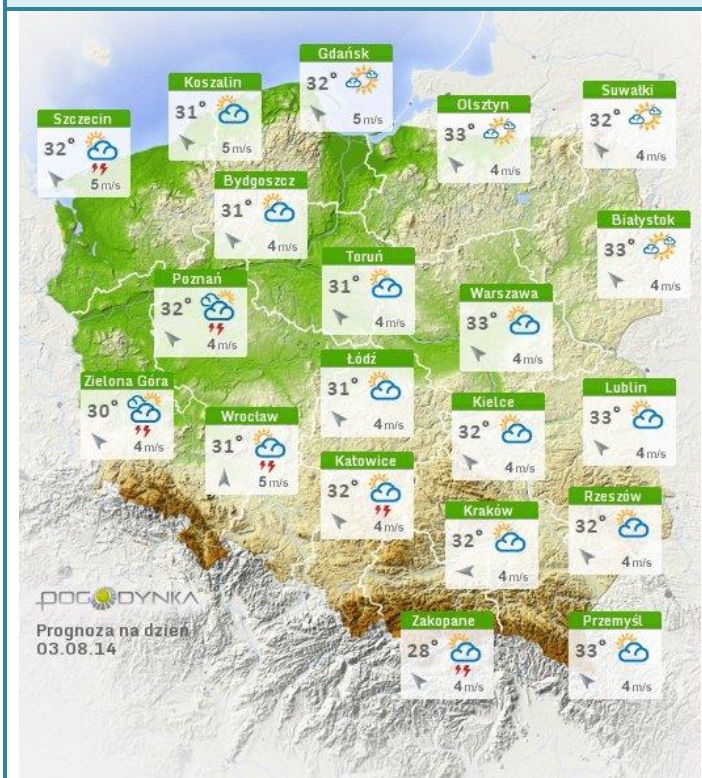 Gdańsk
32°
5 m/s
Koszalin
31°
5 m/s
Suwałki
32°
4 m/s
Olsztyn
33°
4 m/s
Szczecin
32°
5 m/s
Bydgoszcz
31°
4 m/s
Białystok
33°
4 m/s
Toruń
31°
4 m/s
Poznań
32°
4 m/s
Warszawa
33°
4 m/s
Łódź
31°
4 m/s
Zielona Góra
30°
4 m/s
Lublin
33°
4 m/s
Kielce
32°
4 m/s
Wrocław
31°
5 m/s
Katowice
32°
4 m/s
Rzeszów
32°
4 m/s
Kraków
32°
4 m/s
POGODYNKA
Prognoza na dzień
03.08.14
Zakopane
28°
4 m/s
Przemyśl
33°
4 m/s